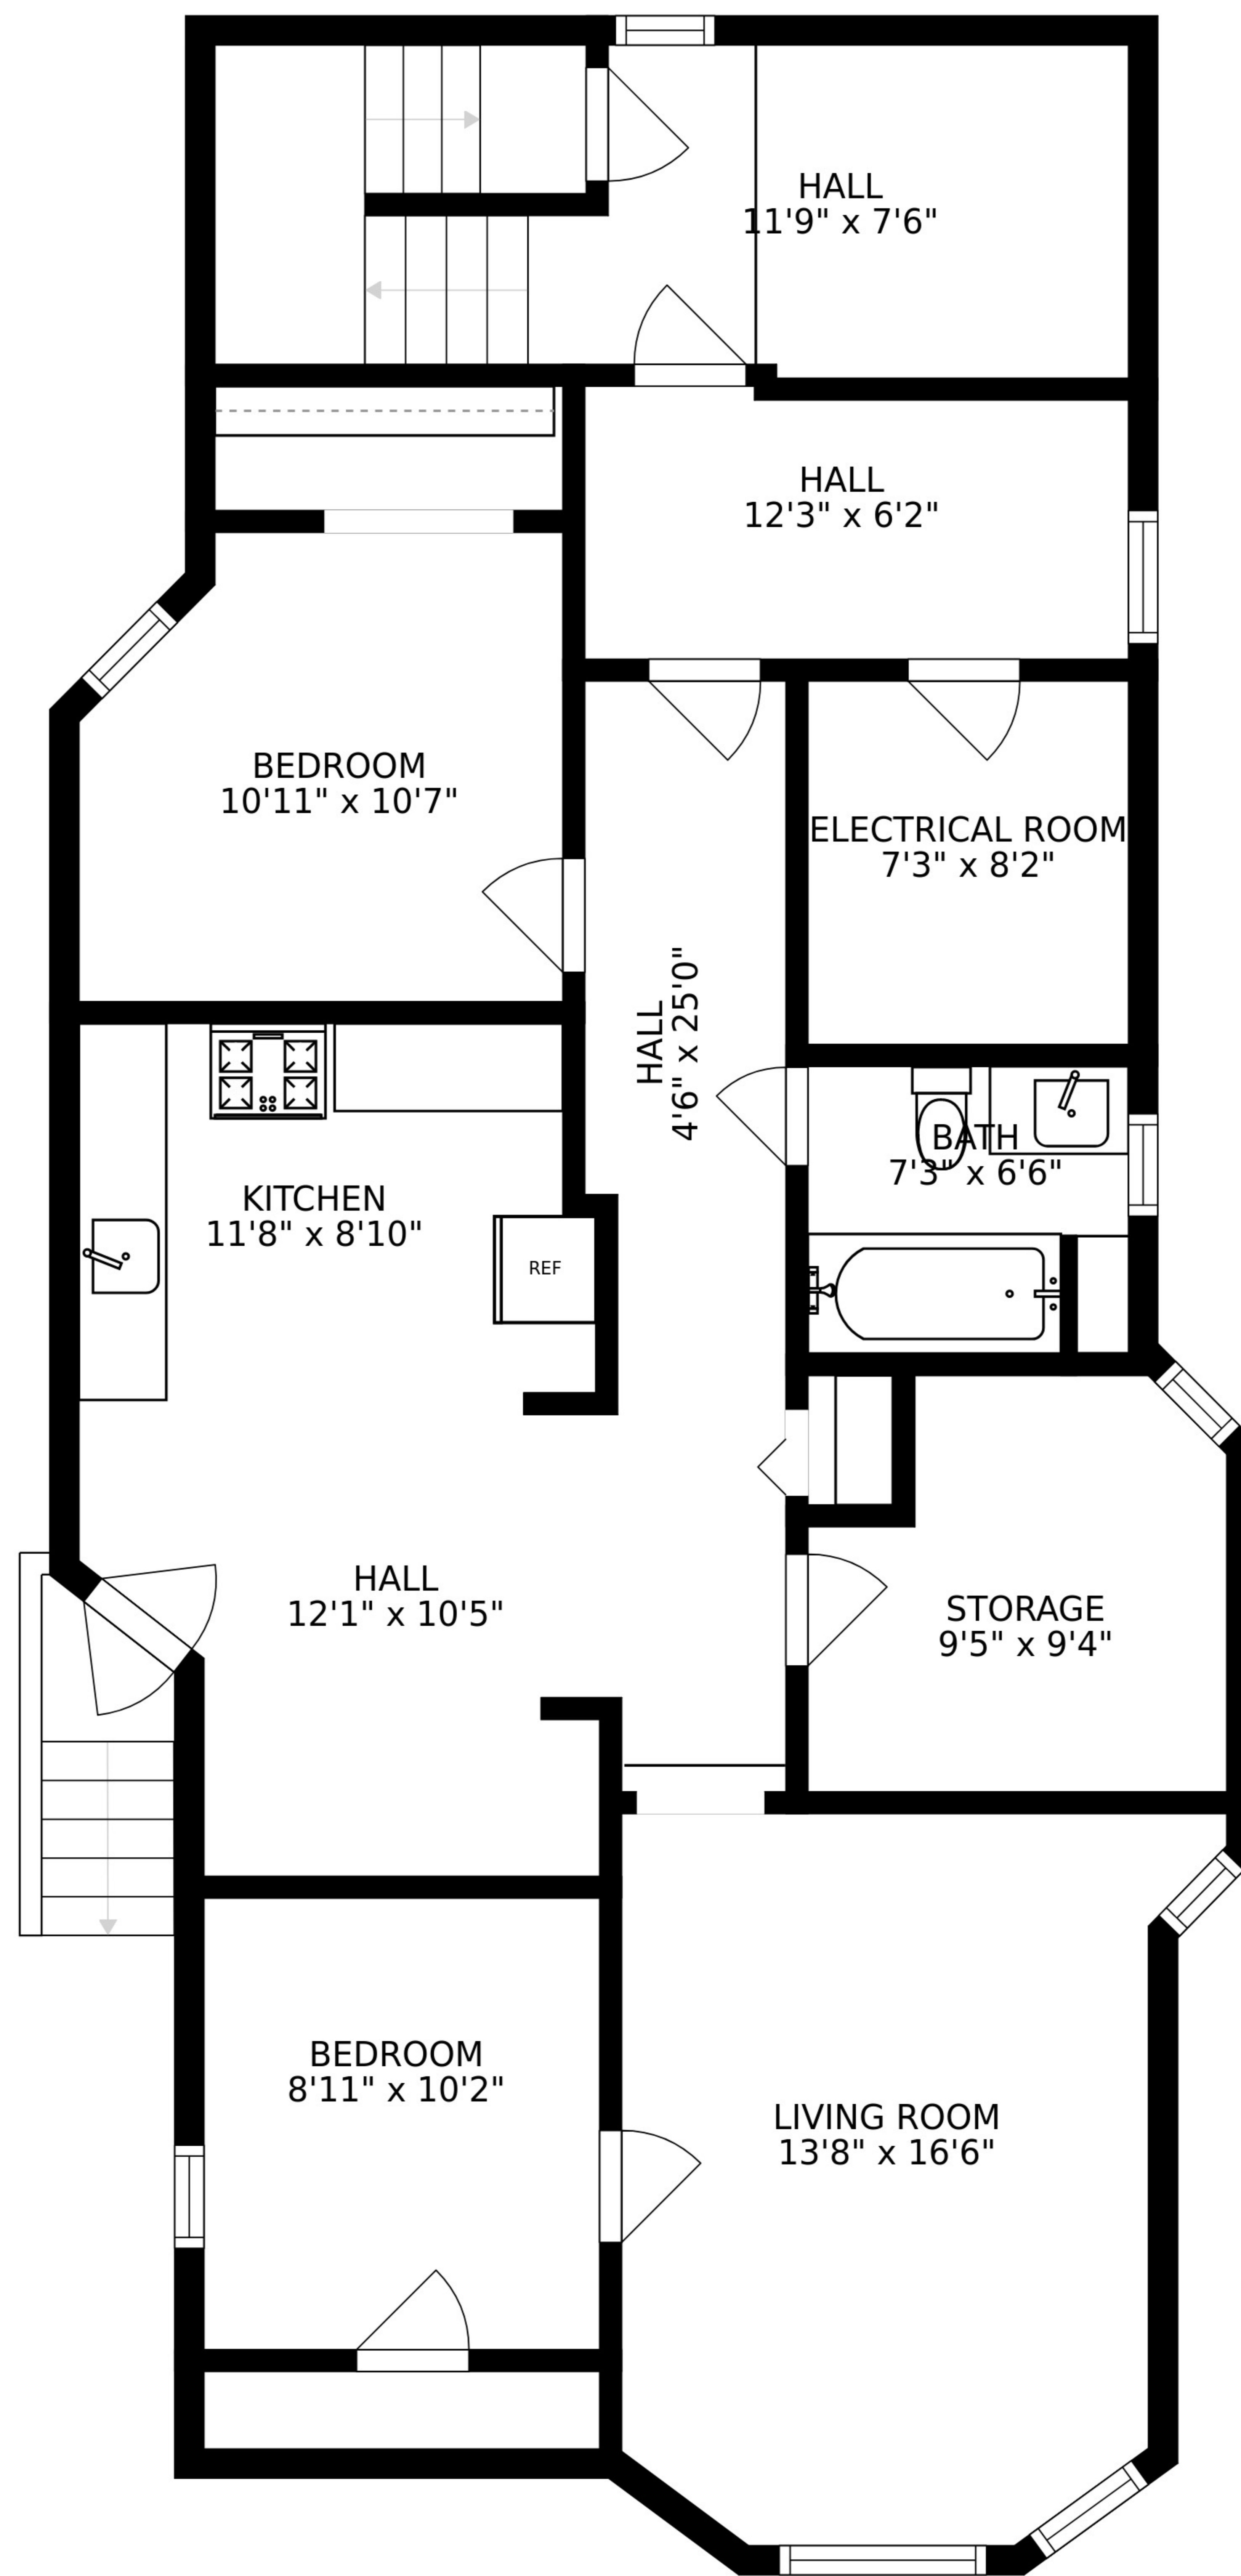 HALL
11'9" x 7'6"
HALL
12'3" x 6'2"
BEDROOM
10'11" x 10'7"
ELECTRICAL ROOM
7'3" x 8'2"
HALL
4'6" x 25'0"
BATH
7'3" x 6'6"
KITCHEN
11'8" x 8'10"
REF
HALL
12'1" x 10'5"
STORAGE
9'5" x 9'4"
BEDROOM
8'11" x 10'2"
LIVING ROOM
13'8" x 16'6"